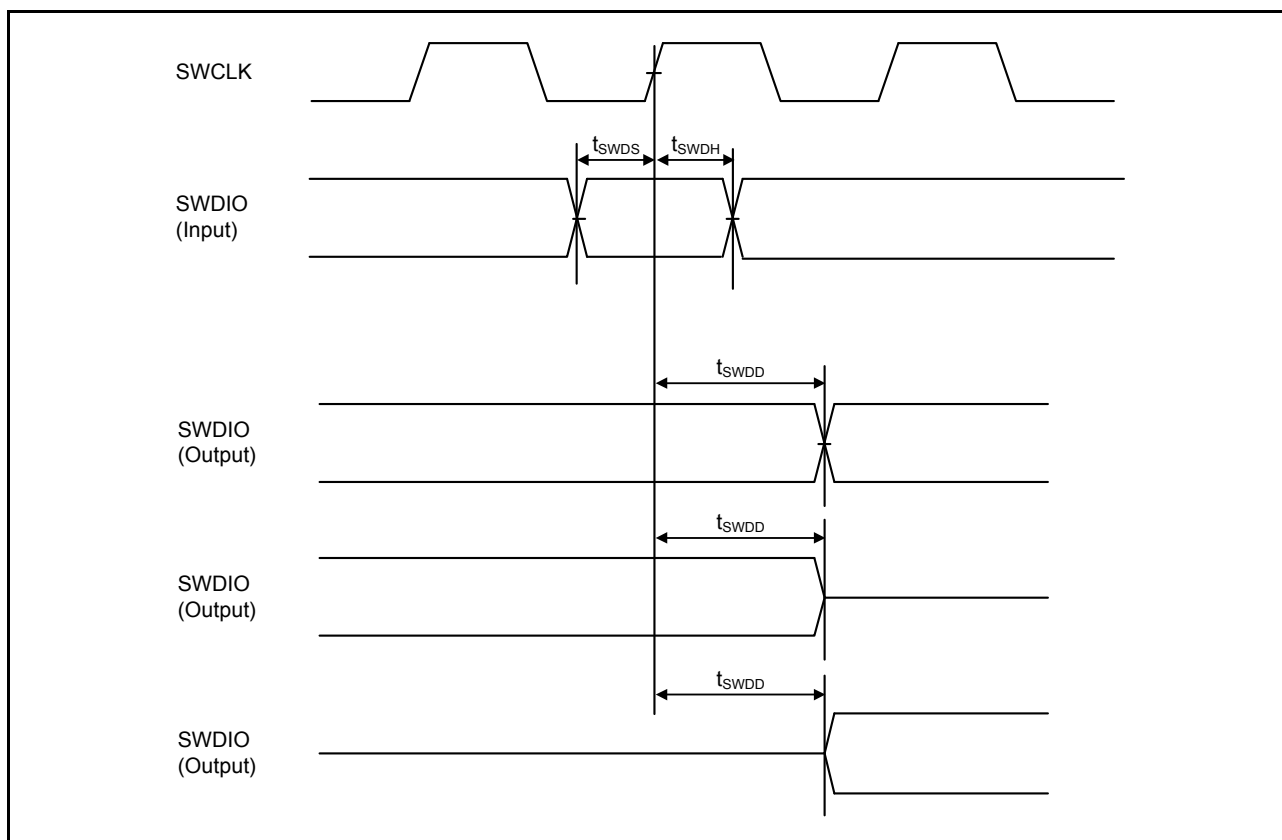 SWCLK
tSWDS tSWDH
SWDIO
(Input)
tSWDD
SWDIO
(Output)
tSWDD
SWDIO
(Output)
tSWDD
SWDIO
(Output)